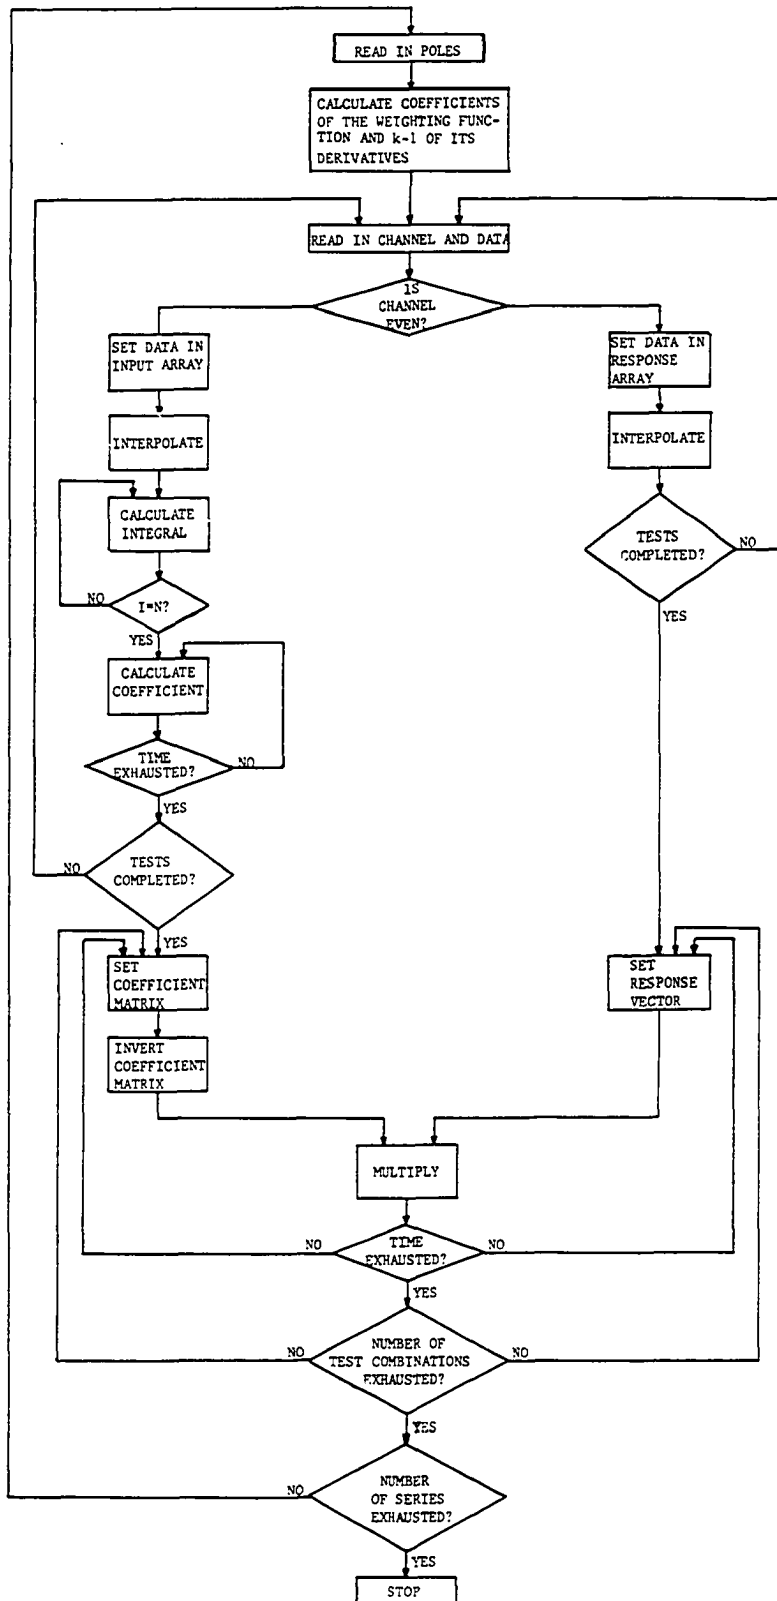 READ IN POLES
CALCULATE COEFFICIENTS
OF THE WEIGHTING FUNC-
TION AND k-1 OF ITS
DERIVATIVES
READ IN CHANNEL AND DATA
IS
CHANNEL
EVEN?
SET DATA IN
INPUT ARRAY
SET DATA IN
RESPONSE
ARRAY
INTERPOLATE
INTERPOLATE
CALCULATE
INTEGRAL
TESTS
COMPLETED?
NO
YES
I=N?
NO
YES
CALCULATE
COEFFICIENT
TIME
EXHAUSTED?
NO
YES
TESTS
COMPLETED?
NO
YES
SET
COEFFICIENT
MATRIX
SET
RESPONSE
VECTOR
INVERT
COEFFICIENT
MATRIX
MULTIPLY
TIME
EXHAUSTED?
NO
NO
YES
NUMBER OF
TEST COMBINATIONS
EXHAUSTED?
NO
NO
YES
NUMBER
OF SERIES
EXHAUSTED?
NO
YES
STOP